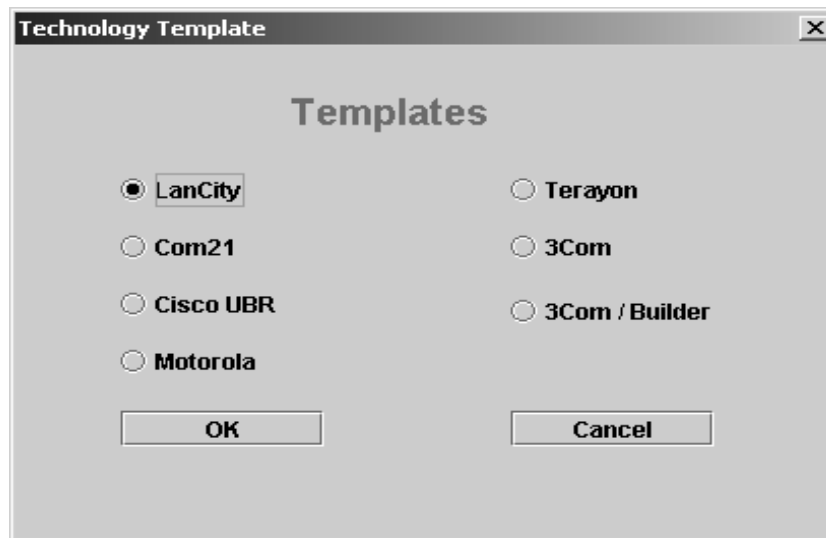 Technology Template
Templates
LanCity
Terayon
Com21
3Com
Cisco UBR
3Com / Builder
Motorola
OK
Cancel